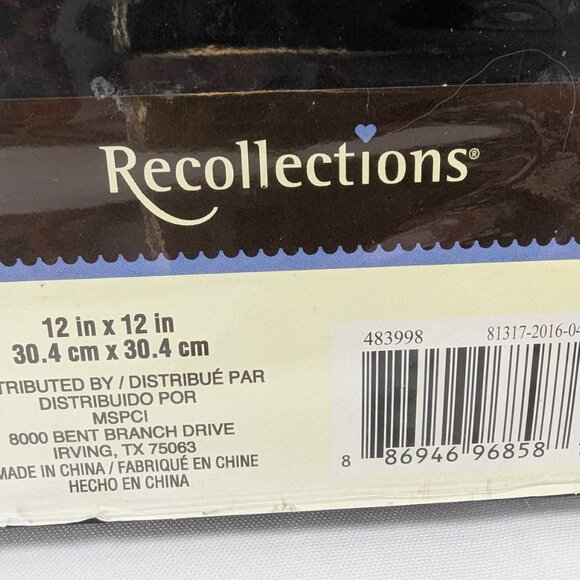 Recollections®
12 in x 12 in
30.4 cm x 30.4 cm
TRIBUTED BY / DISTRIBUÉ PAR
DISTRIBUIDO POR
MSPCI
8000 BENT BRANCH DRIVE
IRVING, TX 75063
MADE IN CHINA / FABRIQUÉ EN CHINE
HECHO EN CHINA
483998 81317-2016-04
8 86946 96858